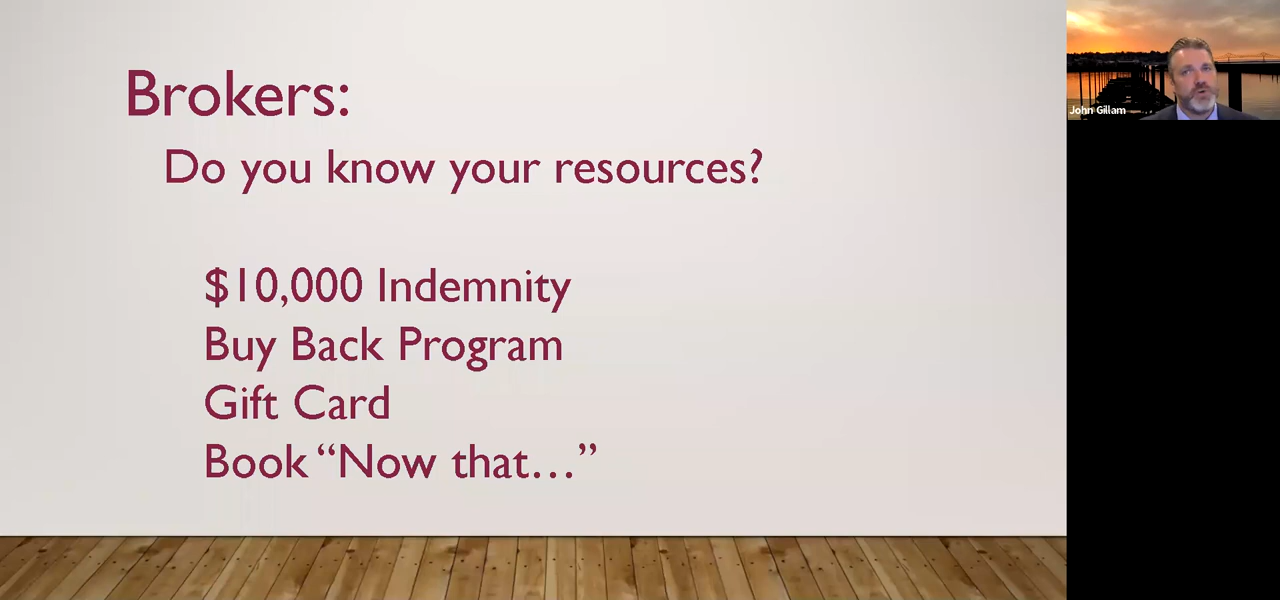 Brokers:
Do you know your resources?
$10,000 Indemnity
Buy Back Program
Gift Card
Book “Now that…”
John Gillam